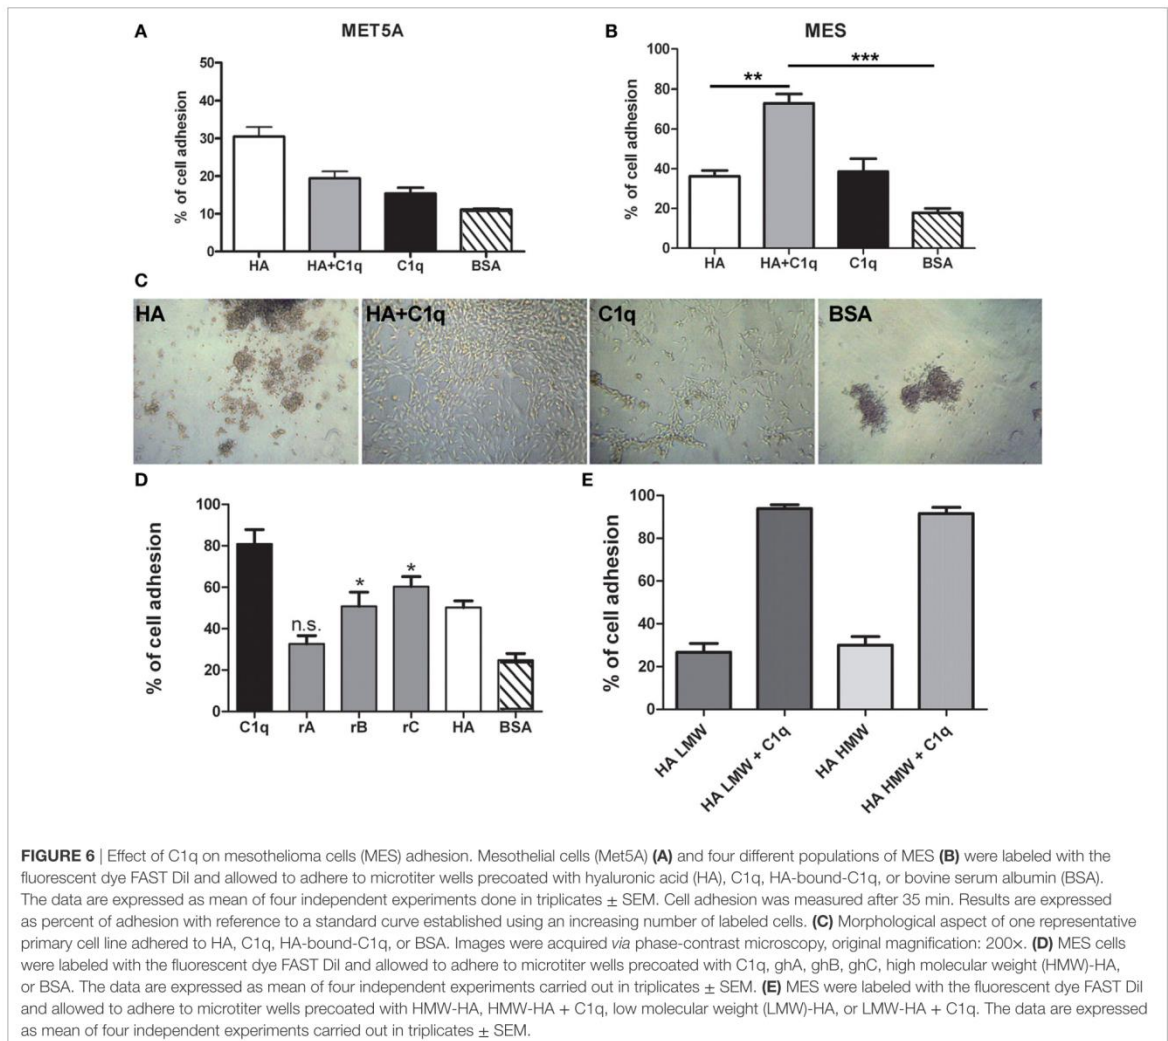 A
MET5A
% of cell adhesion
50
40
30
20
10
0
HA
HA+C1q
C1q
BSA
B
MES
% of cell adhesion
100
80
60
40
20
0
**
***
HA
HA+C1q
C1q
BSA
C
HA
HA+C1q
C1q
BSA
D
% of cell adhesion
100
80
60
40
20
0
n.s.
*
*
C1q
rA
rB
rC
HA
BSA
E
% of cell adhesion
100
80
60
40
20
0
HA LMW
HA LMW + C1q
HA HMW
HA HMW + C1q
FIGURE 6 | Effect of C1q on mesothelioma cells (MES) adhesion. Mesothelial cells (Met5A) (A) and four different populations of MES (B) were labeled with the
fluorescent dye FAST DiI and allowed to adhere to microtiter wells precoated with hyaluronic acid (HA), C1q, HA-bound-C1q, or bovine serum albumin (BSA).
The data are expressed as mean of four independent experiments done in triplicates ± SEM. Cell adhesion was measured after 35 min. Results are expressed
as percent of adhesion with reference to a standard curve established using an increasing number of labeled cells. (C) Morphological aspect of one representative
primary cell line adhered to HA, C1q, HA-bound-C1q, or BSA. Images were acquired via phase-contrast microscopy, original magnification: 200×. (D) MES cells
were labeled with the fluorescent dye FAST DiI and allowed to adhere to microtiter wells precoated with C1q, ghA, ghB, ghC, high molecular weight (HMW)-HA,
or BSA. The data are expressed as mean of four independent experiments carried out in triplicates ± SEM. (E) MES were labeled with the fluorescent dye FAST DiI
and allowed to adhere to microtiter wells precoated with HMW-HA, HMW-HA + C1q, low molecular weight (LMW)-HA, or LMW-HA + C1q. The data are expressed
as mean of four independent experiments carried out in triplicates ± SEM.